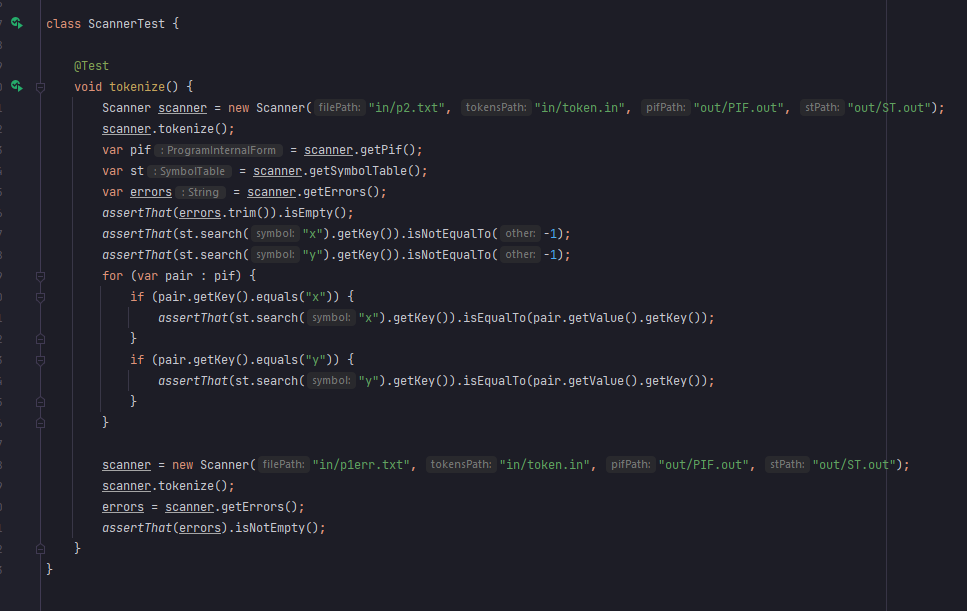 class ScannerTest {
@Test
void tokenize() {
Scanner scanner = new Scanner( filePath: "in/p2.txt", tokensPath: "in/token.in", pifPath: "out/PIF.out", stPath: "out/ST.out");
scanner.tokenize();
var pif : ProgramInternalForm = scanner.getPif();
var st : SymbolTable = scanner.getSymbolTable();
var errors : String = scanner.getErrors();
assertThat(errors.trim()).isEmpty();
assertThat(st.search( symbol: "x").getKey()).isNotEqualTo( other: -1);
assertThat(st.search( symbol: "y").getKey()).isNotEqualTo( other: -1);
for (var pair : pif) {
if (pair.getKey().equals("x")) {
assertThat(st.search( symbol: "x").getKey()).isEqualTo(pair.getValue().getKey());
}
if (pair.getKey().equals("y")) {
assertThat(st.search( symbol: "y").getKey()).isEqualTo(pair.getValue().getKey());
}
}
scanner = new Scanner( filePath: "in/p1err.txt", tokensPath: "in/token.in", pifPath: "out/PIF.out", stPath: "out/ST.out");
scanner.tokenize();
errors = scanner.getErrors();
assertThat(errors).isNotEmpty();
}
}